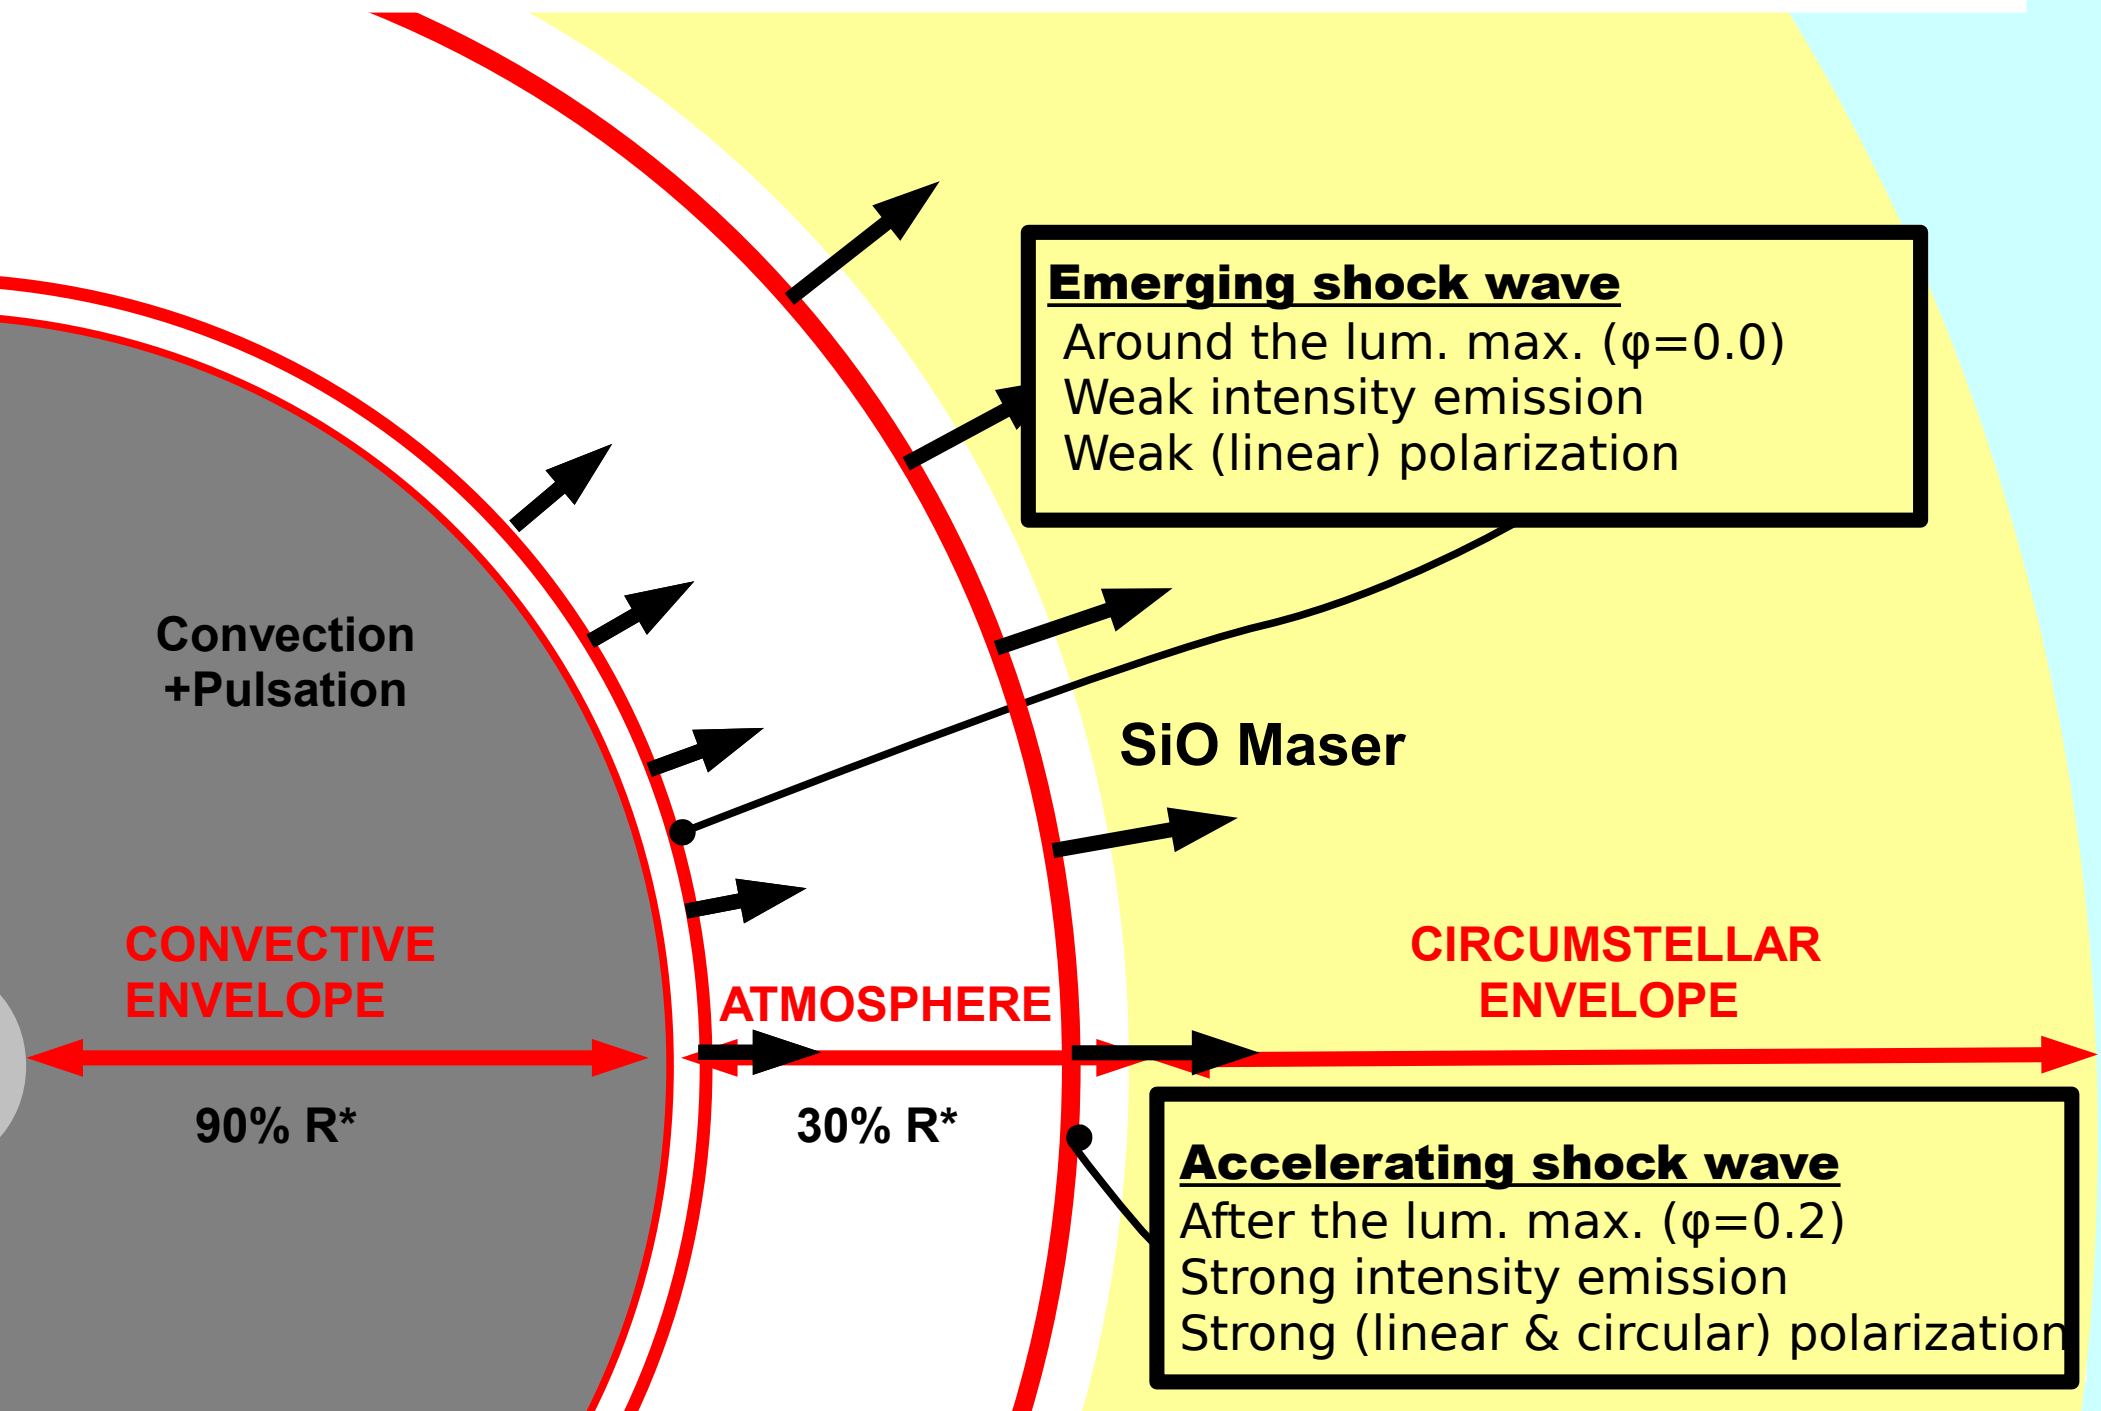 Emerging shock wave
Around the lum. max. (φ=0.0)
Weak intensity emission
Weak (linear) polarization
Convection
+Pulsation
SiO Maser
CONVECTIVE
ENVELOPE
ATMOSPHERE
CIRCUMSTELLAR
ENVELOPE
90% R*
30% R*
Accelerating shock wave
After the lum. max. (φ=0.2)
Strong intensity emission
Strong (linear & circular) polarization